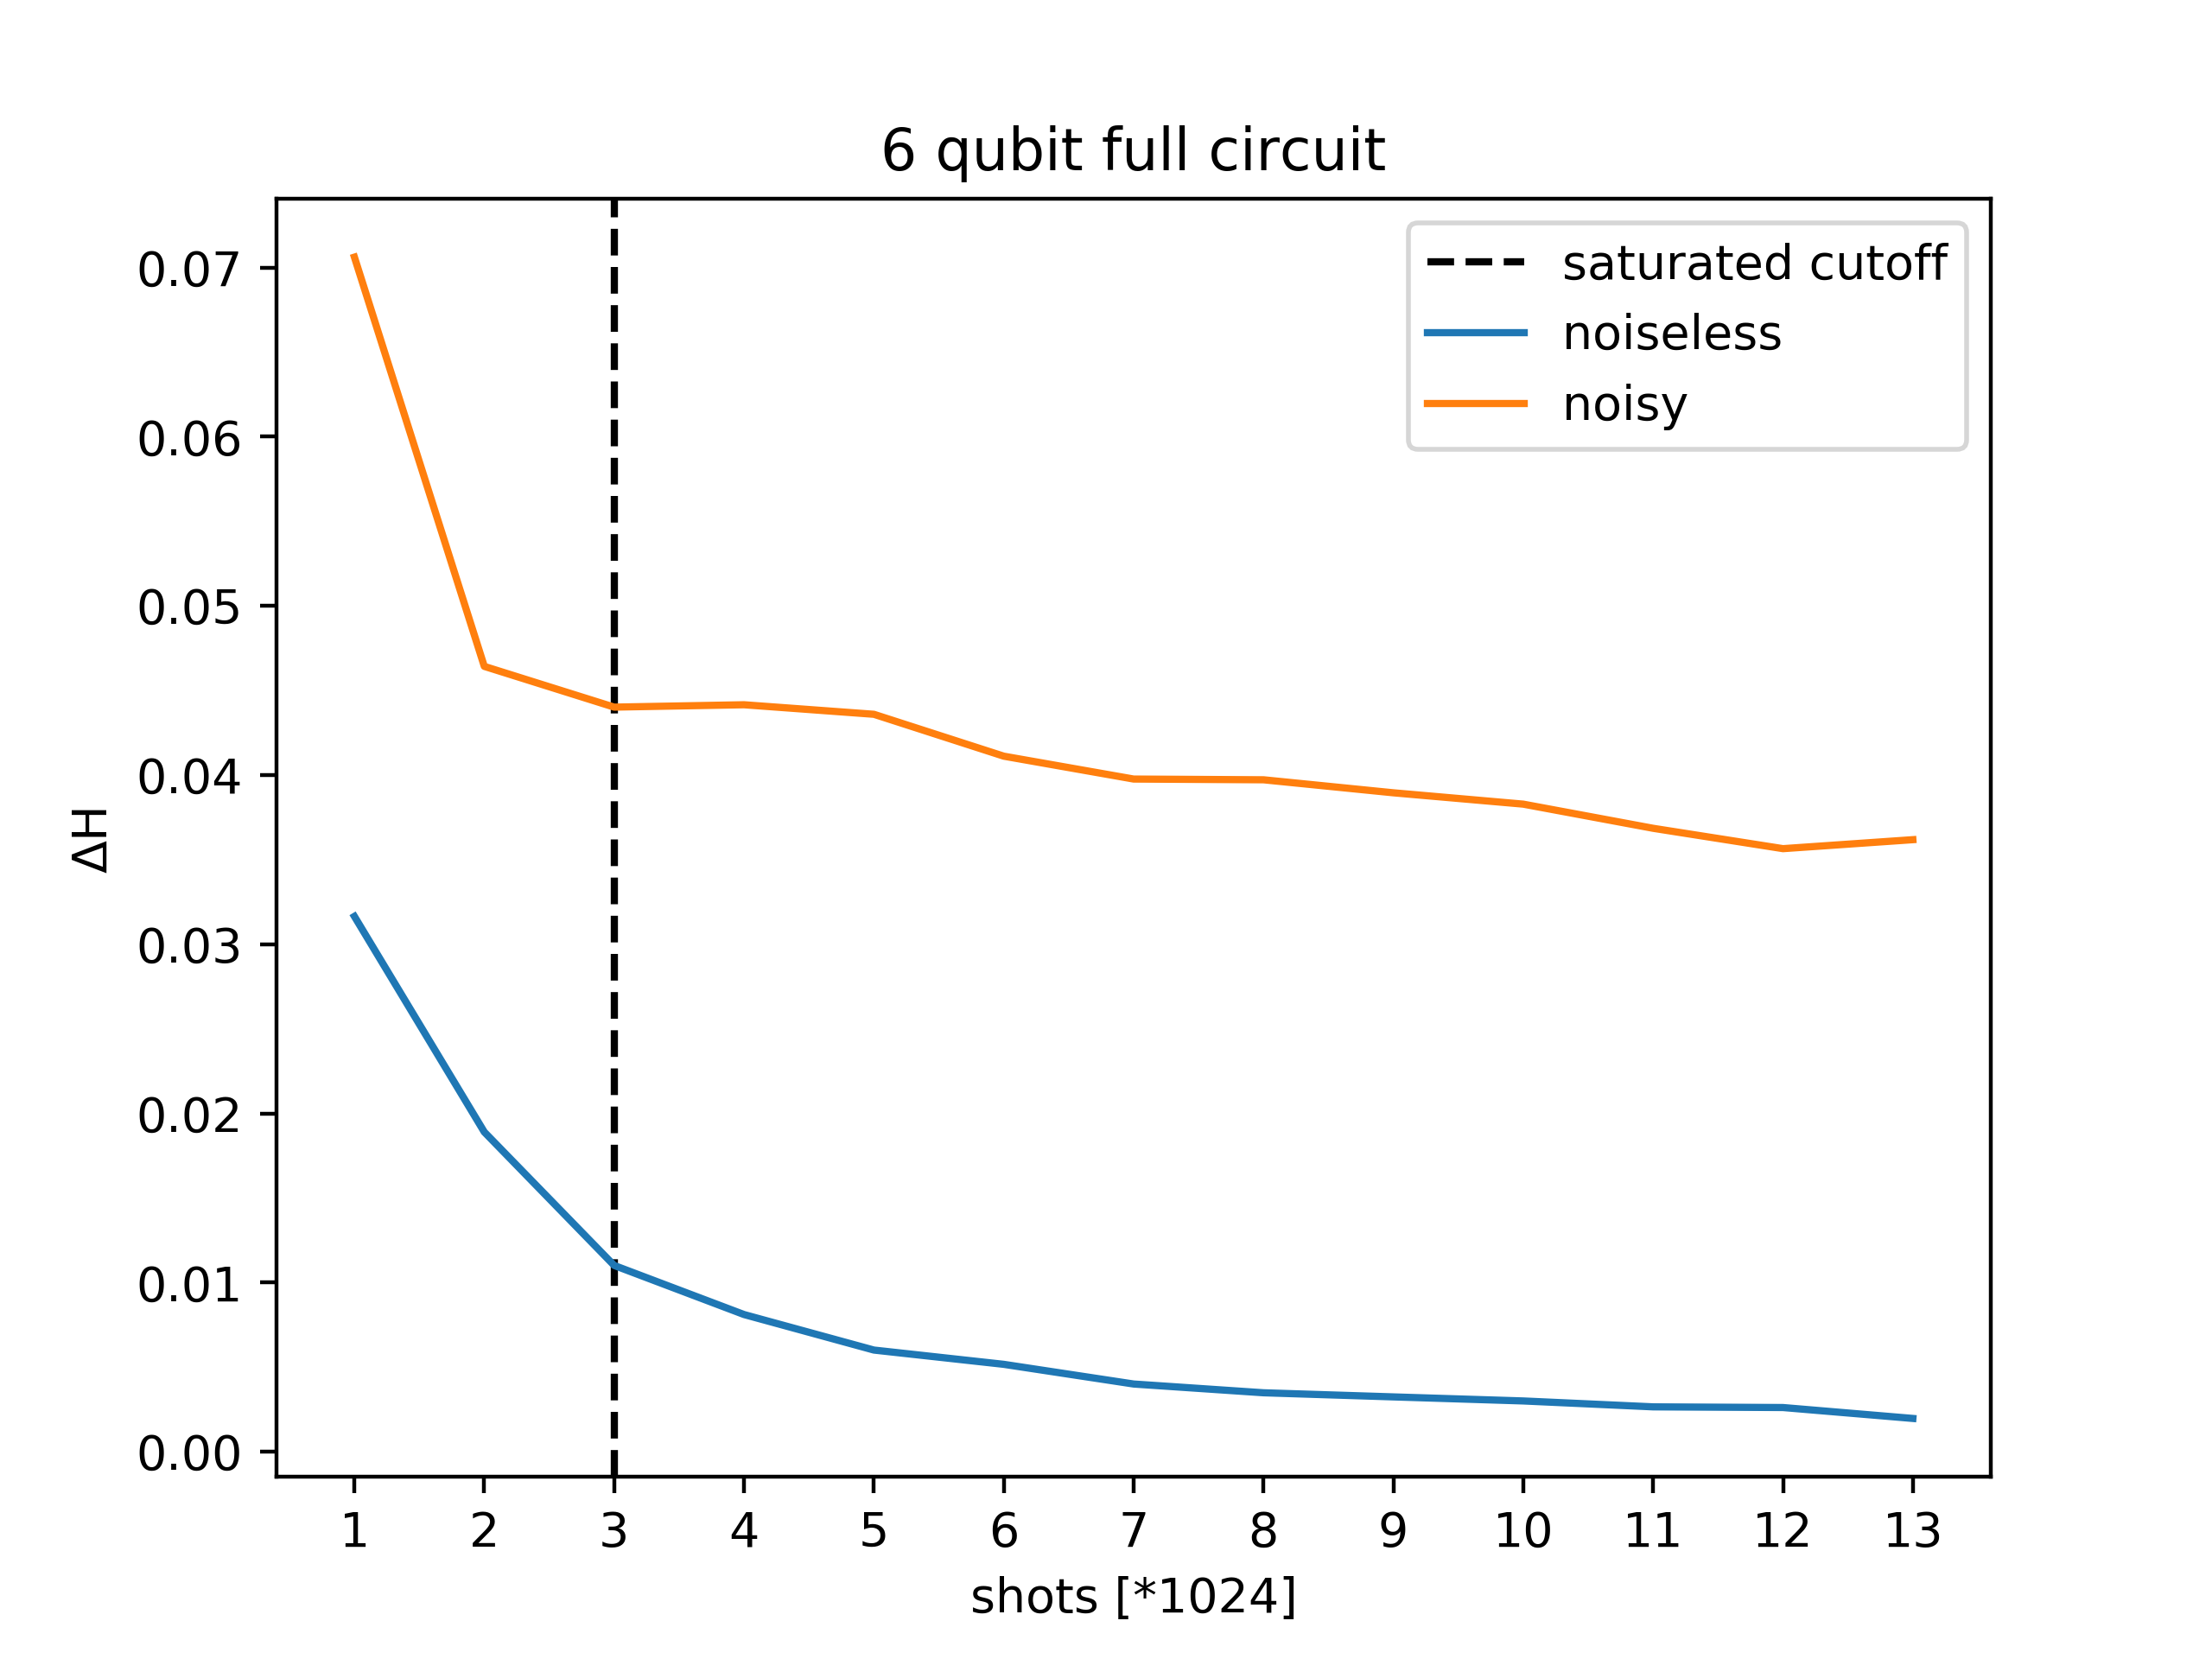 6 qubit full circuit
saturated cutoff
noiseless
noisy
0.07
0.06
0.05
0.04
0.03
0.02
0.01
0.00
ΔH
1 2 3 4 5 6 7 8 9 10 11 12 13
shots [*1024]